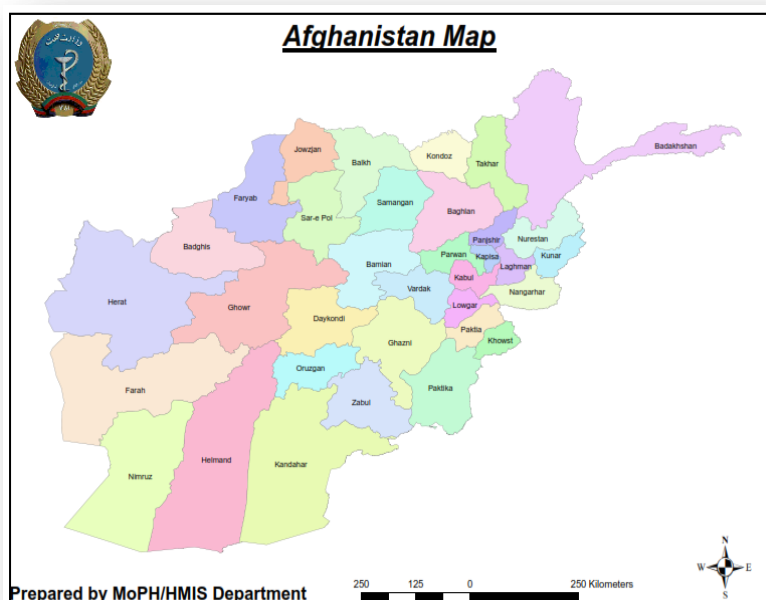 Afghanistan Map
Jowzjan
Balkh
Kondoz
Takhar
Badakhshan
Faryab
Samangan
Sar-e Pol
Baghlan
Badghis
Panjshir
Nurestan
Parwan
Kapisa
Kunar
Bamian
Laghman
Kabul
Vardak
Nangarhar
Herat
Ghowr
Lowgar
Daykondi
Paktia
Ghazni
Khowst
Oruzgan
Farah
Paktika
Zabul
Helmand
Kandahar
Nimruz
N
W E
S
250 125 0 250 Kilometers
Prepared by MoPH/HMIS Department